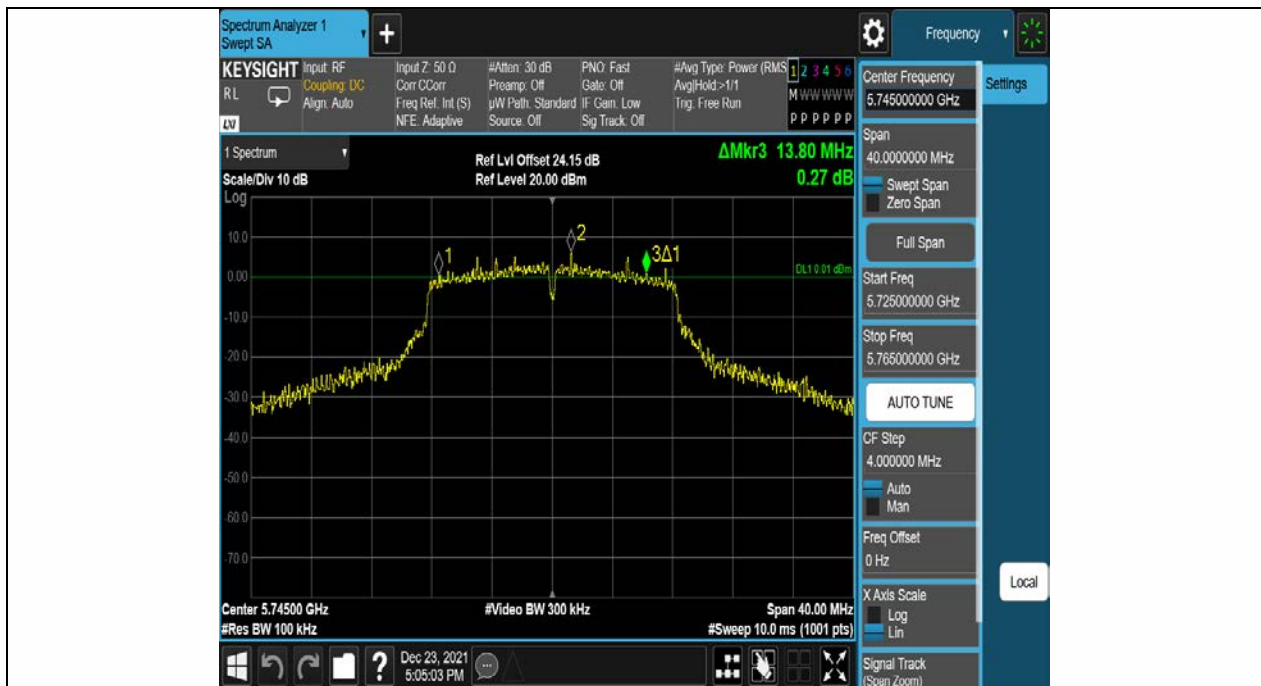 Spectrum Analyzer 1
Swept SA
+
Frequency
KEYSIGHT
RL
LXI
Input: RF
Coupling: DC
Align: Auto
Input Z: 50 Ω
Corr CCorr
Freq Ref: Int (S)
NFE: Adaptive
#Atten: 30 dB
Preamp: Off
µW Path: Standard
Source: Off
PNO: Fast
Gate: Off
IF Gain: Low
Sig Track: Off
#Avg Type: Power (RMS
Avg|Hold:>1/1
Trig: Free Run
1 2 3 4 5 6
M W W W W W
P P P P P P
Center Frequency
5.745000000 GHz
Settings
1 Spectrum
Scale/Div 10 dB
Ref Lvl Offset 24.15 dB
Ref Level 20.00 dBm
ΔMkr3 13.80 MHz
0.27 dB
Log
10.0
0.00
-10.0
-20.0
-30.0
-40.0
-50.0
-60.0
-70.0
1
2
3Δ1
DL1 0.01 dBm
Span
40.0000000 MHz
Swept Span
Zero Span
Full Span
Start Freq
5.725000000 GHz
Stop Freq
5.765000000 GHz
AUTO TUNE
CF Step
4.000000 MHz
Auto
Man
Freq Offset
0 Hz
Local
X Axis Scale
Log
Lin
Signal Track
(Span Zoom)
Center 5.74500 GHz
#Res BW 100 kHz
#Video BW 300 kHz
Span 40.00 MHz
#Sweep 10.0 ms (1001 pts)
?
Dec 23, 2021
5:05:03 PM